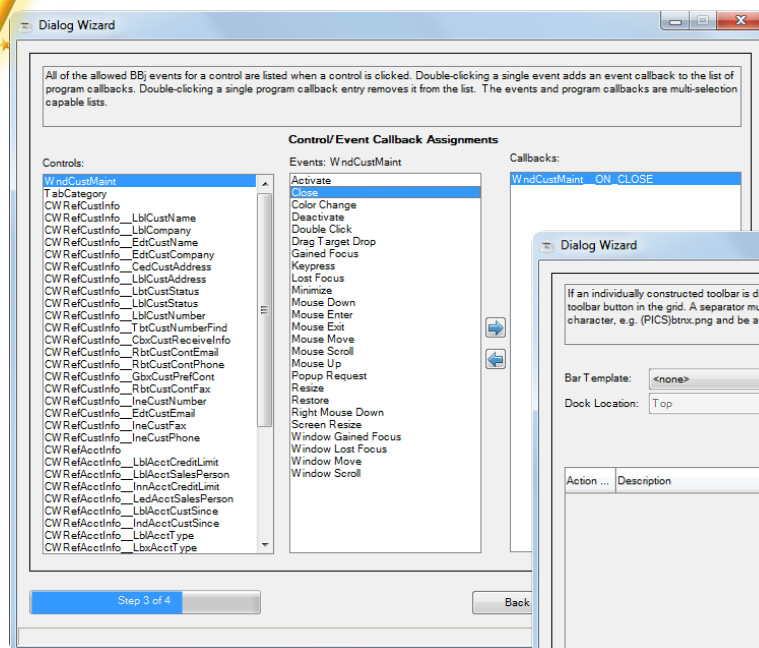 Dialog Wizard
All of the allowed BBj events for a control are listed when a control is clicked. Double-clicking a single event adds an event callback to the list of
program callbacks. Double-clicking a single program callback entry removes it from the list. The events and program callbacks are multi-selection
capable lists.
Control/Event Callback Assignments
Controls:
WndCustMaint
TabCategory
CWRefCustInfo
CWRefCustInfo__LblCustName
CWRefCustInfo__LblCompany
CWRefCustInfo__EdtCustName
CWRefCustInfo__EdtCustCompany
CWRefCustInfo__CedCustAddress
CWRefCustInfo__LblCustAddress
CWRefCustInfo__LbtCustStatus
CWRefCustInfo__LblCustStatus
CWRefCustInfo__LblCustNumber
CWRefCustInfo__TbtCustNumberFind
CWRefCustInfo__CbxCustReceiveInfo
CWRefCustInfo__RbtCustContEmail
CWRefCustInfo__RbtCustContPhone
CWRefCustInfo__GbxCustPrefCont
CWRefCustInfo__RbtCustContFax
CWRefCustInfo__IneCustNumber
CWRefCustInfo__EdtCustEmail
CWRefCustInfo__IneCustFax
CWRefCustInfo__IneCustPhone
CWRefAcctInfo
CWRefAcctInfo__LblAcctCreditLimit
CWRefAcctInfo__LblAcctSalesPerson
CWRefAcctInfo__InnAcctCreditLimit
CWRefAcctInfo__LedAcctSalesPerson
CWRefAcctInfo__LblAcctCustSince
CWRefAcctInfo__IndAcctCustSince
CWRefAcctInfo__LblAcctType
CWRefAcctInfo__LbxAcctType
Events: WndCustMaint
Activate
Close
Color Change
Deactivate
Double Click
Drag Target Drop
Gained Focus
Keypress
Lost Focus
Minimize
Mouse Down
Mouse Enter
Mouse Exit
Mouse Move
Mouse Scroll
Mouse Up
Popup Request
Resize
Restore
Right Mouse Down
Screen Resize
Window Gained Focus
Window Lost Focus
Window Move
Window Scroll
Callbacks:
WndCustMaint__ON_CLOSE
Step 3 of 4
Back
Dialog Wizard
If an individually constructed toolbar is d
toolbar button in the grid. A separator mu
character, e.g. (PICS)btnx.png and be a
Bar Template: <none>
Dock Location: Top
Action ... Description